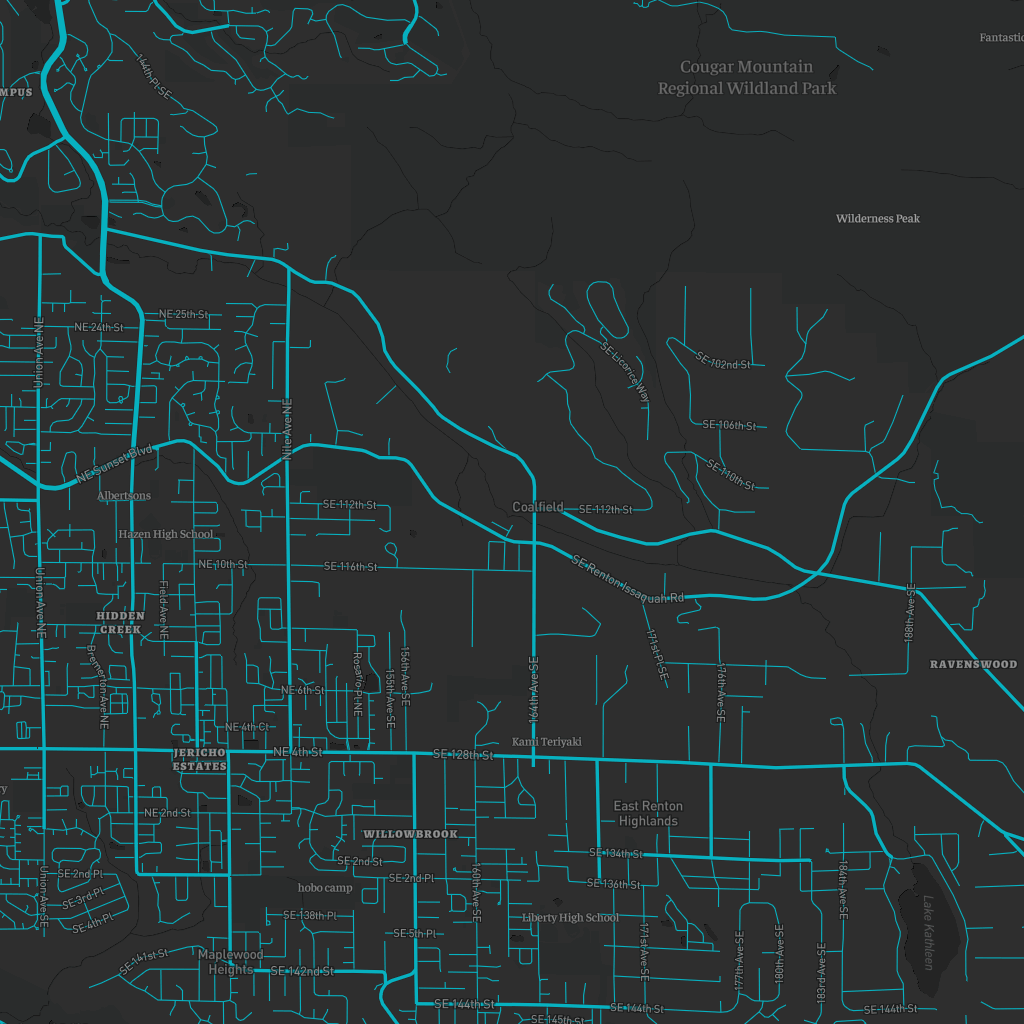 Fantastic
Cougar Mountain
Regional Wildland Park
144th Pl SE
MPUS
Wilderness Peak
NE 25th St
NE 24th St
Union Ave NE
SE Licorice Way
SE 102nd St
Nile Ave NE
SE 106th St
NE Sunset Blvd
SE 110th St
Albertsons
SE 112th St
Coalfield
SE 112th St
Hazen High School
NE 10th St
SE 116th St
SE Renton Issaquah Rd
Union Ave NE
Field Ave NE
188th Ave SE
HIDDEN
CREEK
171st Pl SE
RAVENSWOOD
Bremerton Ave NE
Rosario Pl NE
155th Ave SE
156th Ave SE
164th Ave SE
176th Ave SE
NE 6th St
NE 4th Ct
Kami Teriyaki
JERICHO
ESTATES
NE 4th St
SE 128th St
ry
NE 2nd St
East Renton
Highlands
WILLOWBROOK
SE 2nd St
SE 134th St
SE 2nd Pl
SE 2nd Pl
SE 136th St
Union Ave SE
160th Ave SE
184th Ave SE
hobo camp
SE 3rd Pl
SE 4th Pl
SE 138th Pl
Liberty High School
SE 5th Pl
171st Ave SE
177th Ave SE
180th Ave SE
183rd Ave SE
Lake Kathleen
SE 141st St
Maplewood
Heights
SE 142nd St
SE 144th St
SE 144th St
SE 144th St
SE 145th St